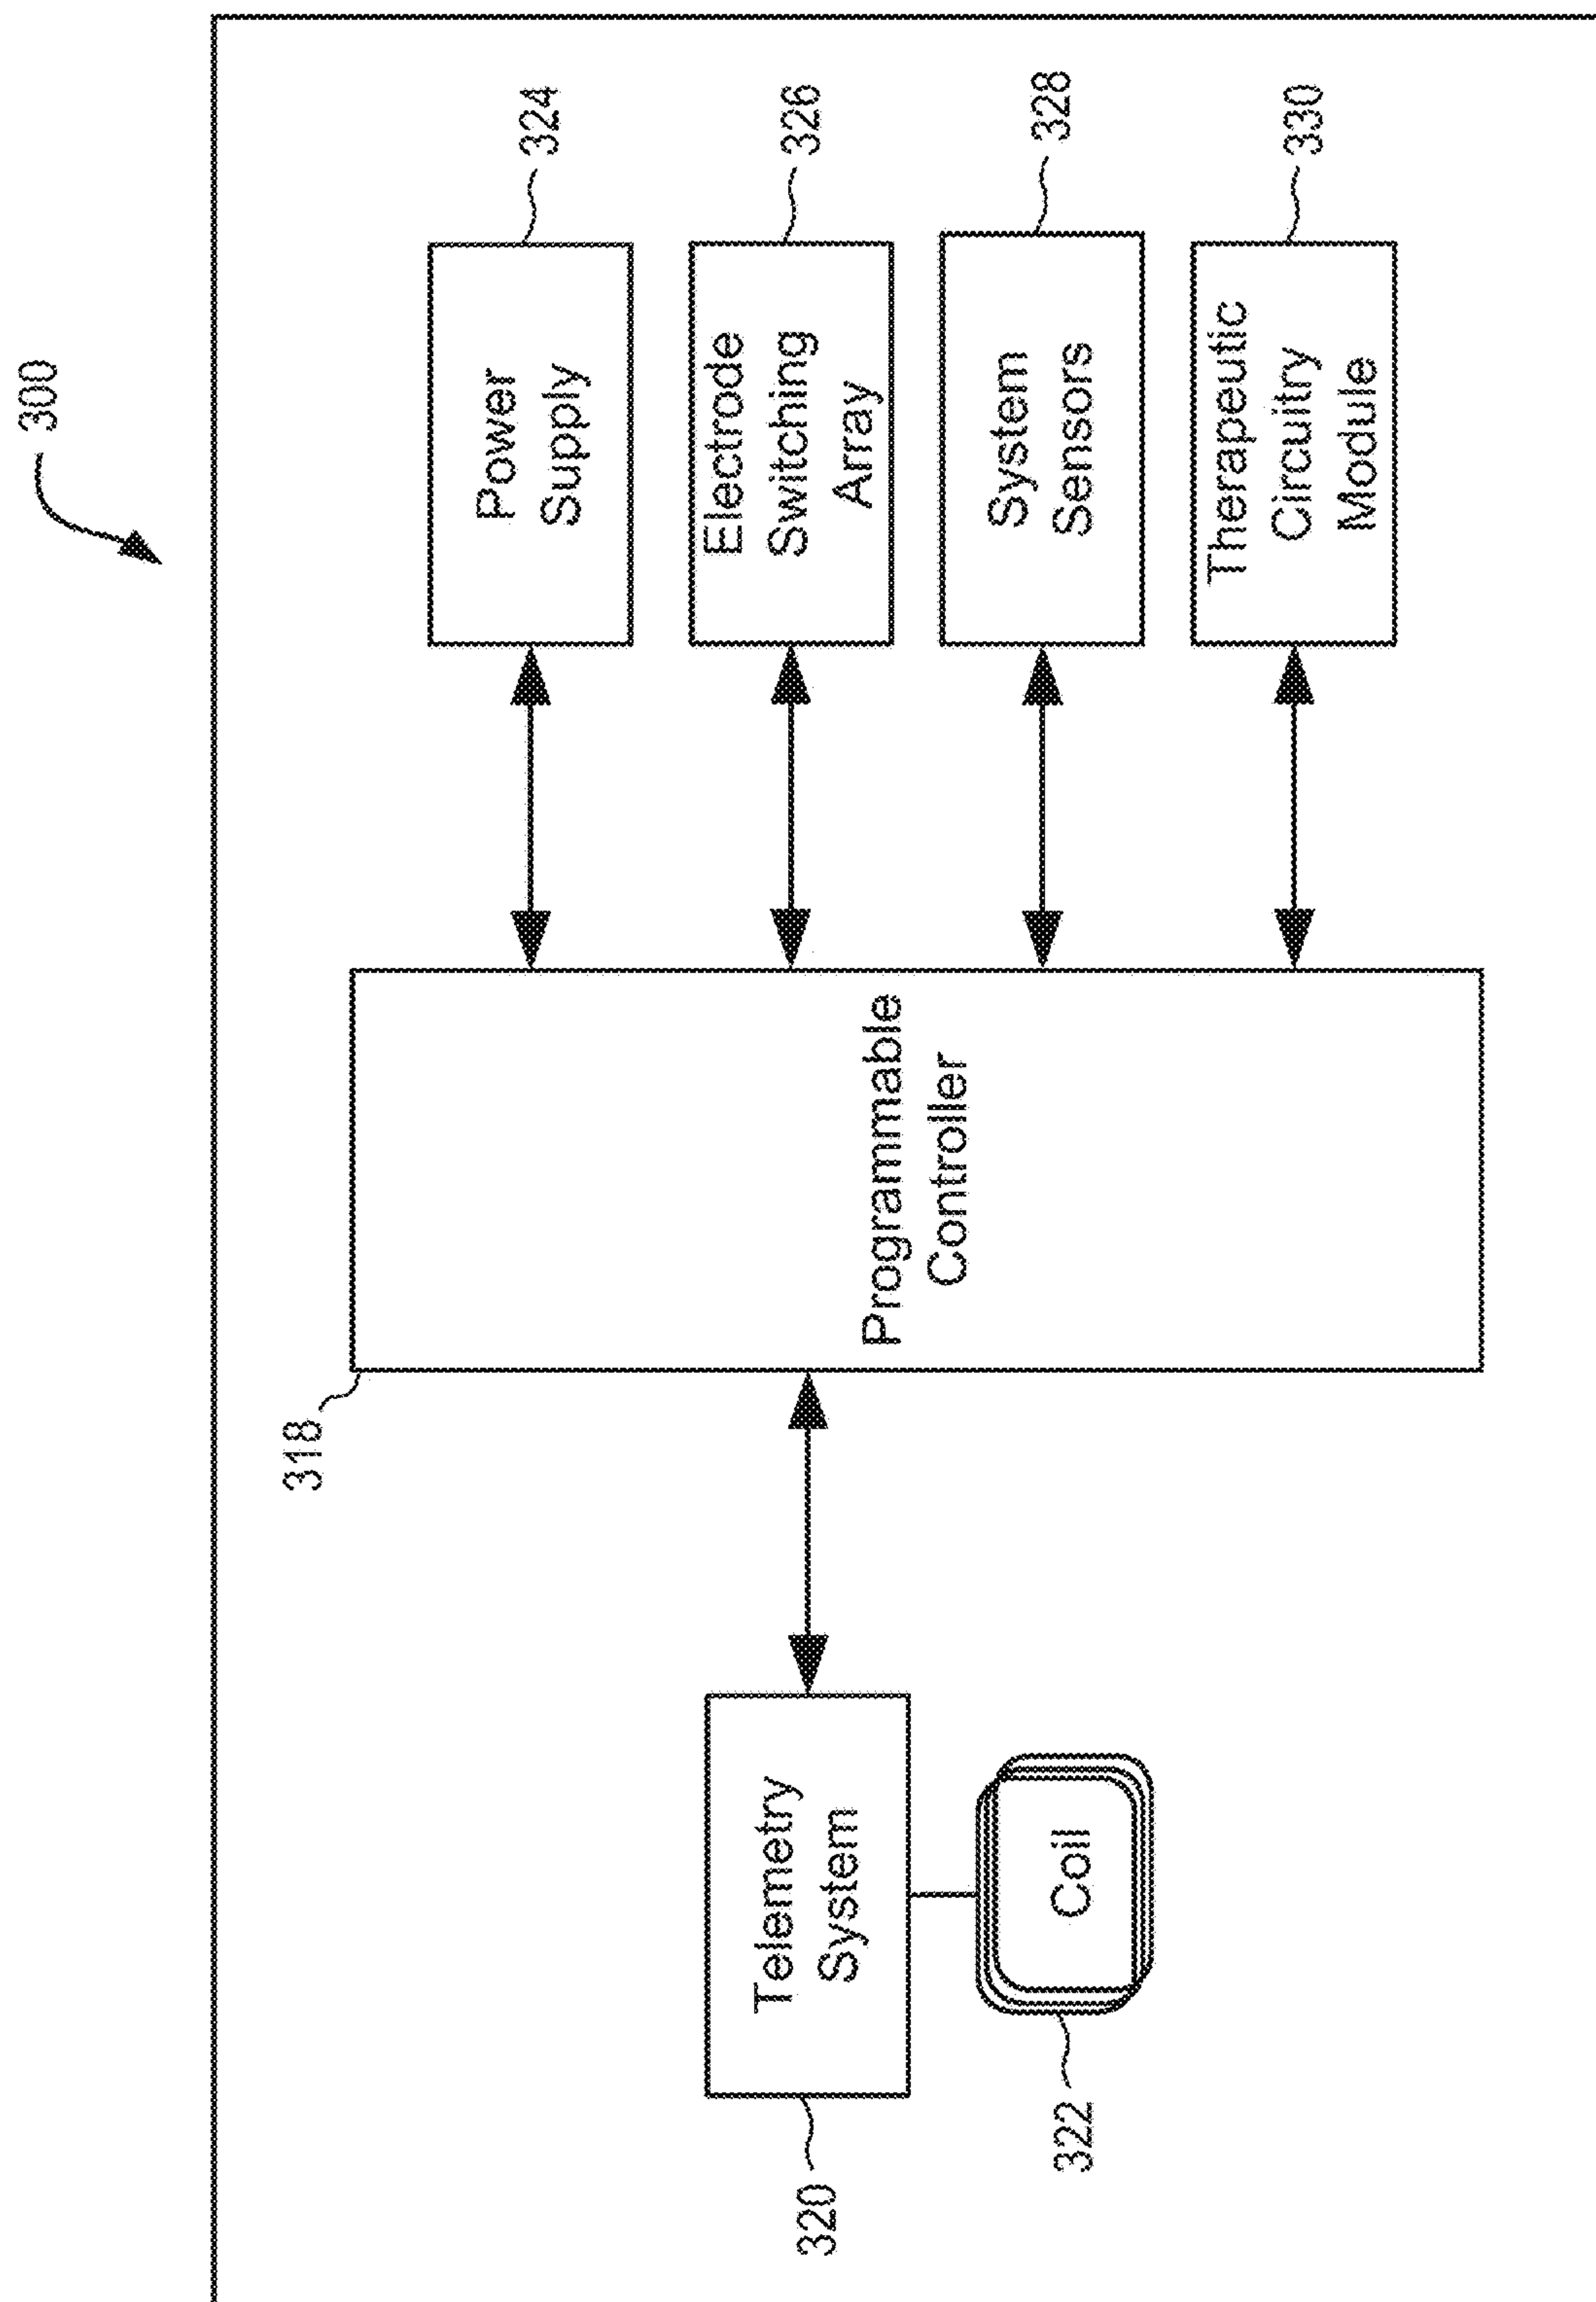 300
318
320
Telemetry
System
322
Coil
Programmable
Controller
Power
Supply
324
Electrode
Switching
Array
326
System
Sensors
328
Therapeutic
Circuitry
Module
330